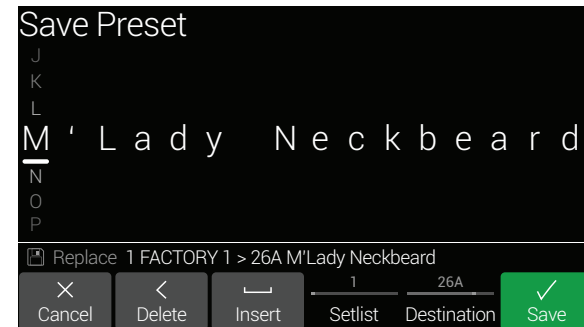 Save Preset
J
K
L
M ‘ L a d y N e c k b e a r d
N
O
P
Replace 1 FACTORY 1 > 26A M'Lady Neckbeard
1 26A
Cancel Delete Insert Setlist Destination Save